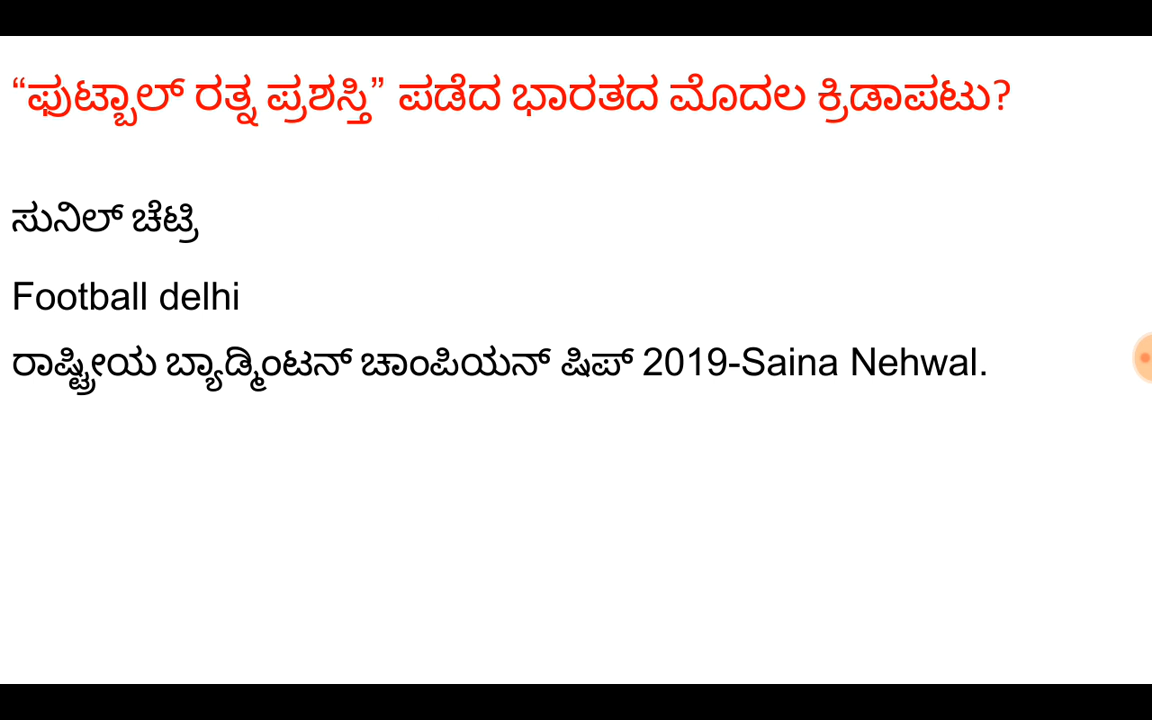 “ಫುಟ್ಬಾಲ್ ರತ್ನ ಪ್ರಶಸ್ತಿ” ಪಡೆದ ಭಾರತದ ಮೊದಲ ಕ್ರಿಡಾಪಟು?
ಸುನಿಲ್ ಚೆಟ್ರಿ
Football delhi
ರಾಷ್ಟ್ರೀಯ ಬ್ಯಾಡ್ಮಿಂಟನ್ ಚಾಂಪಿಯನ್ ಷಿಪ್ 2019-Saina Nehwal.